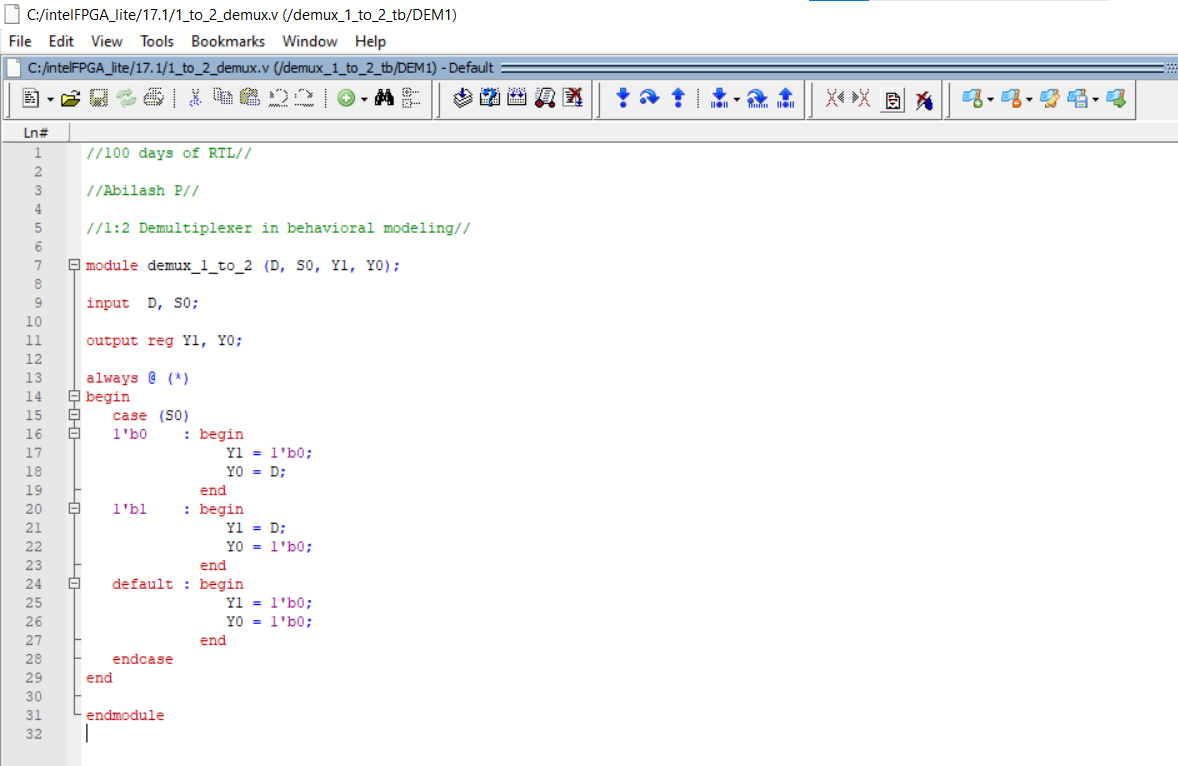 C:/intelFPGA_lite/17.1/1_to_2_demux.v (/demux_1_to_2_tb/DEM1)
File Edit View Tools Bookmarks Window Help
C:/intelFPGA_lite/17.1/1_to_2_demux.v (/demux_1_to_2_tb/DEM1) - Default
Ln#
1 //100 days of RTL//
2
3 //Abilash P//
4
5 //1:2 Demultiplexer in behavioral modeling//
6
7 module demux_1_to_2 (D, S0, Y1, Y0);
8
9 input  D, S0;
10
11 output reg Y1, Y0;
12
13 always @ (*)
14 begin
15    case (S0)
16    1'b0    : begin
17                 Y1 = 1'b0;
18                 Y0 = D;
19              end
20    1'b1    : begin
21                 Y1 = D;
22                 Y0 = 1'b0;
23              end
24    default : begin
25                 Y1 = 1'b0;
26                 Y0 = 1'b0;
27              end
28    endcase
29 end
30
31 endmodule
32